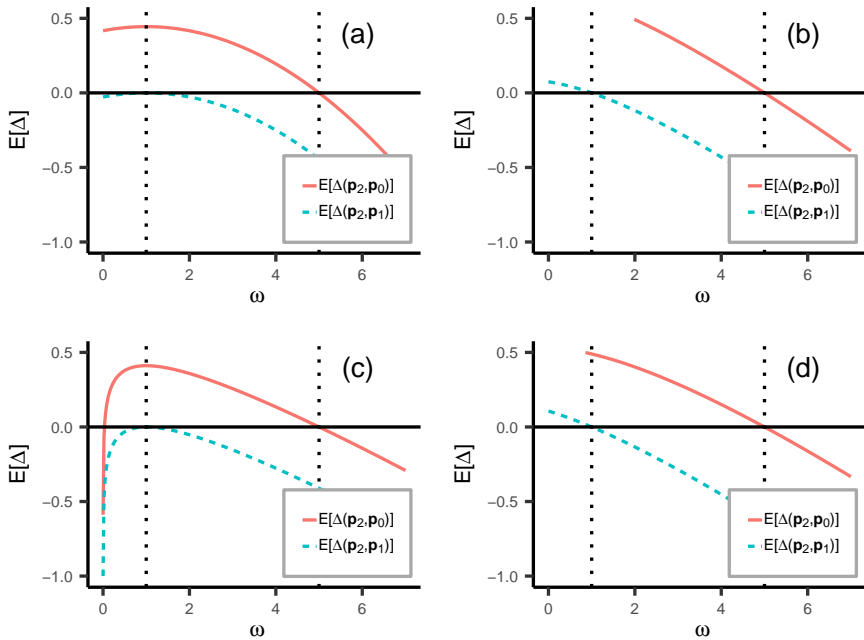 (a)
0.5
0.0
−0.5
−1.0
E[Δ]
0 2 4 6
ω
E[Δ(p₂,p₀)]
E[Δ(p₂,p₁)]
(b)
0.5
0.0
−0.5
−1.0
E[Δ]
0 2 4 6
ω
E[Δ(p₂,p₀)]
E[Δ(p₂,p₁)]
(c)
0.5
0.0
−0.5
−1.0
E[Δ]
0 2 4 6
ω
E[Δ(p₂,p₀)]
E[Δ(p₂,p₁)]
(d)
0.5
0.0
−0.5
−1.0
E[Δ]
0 2 4 6
ω
E[Δ(p₂,p₀)]
E[Δ(p₂,p₁)]